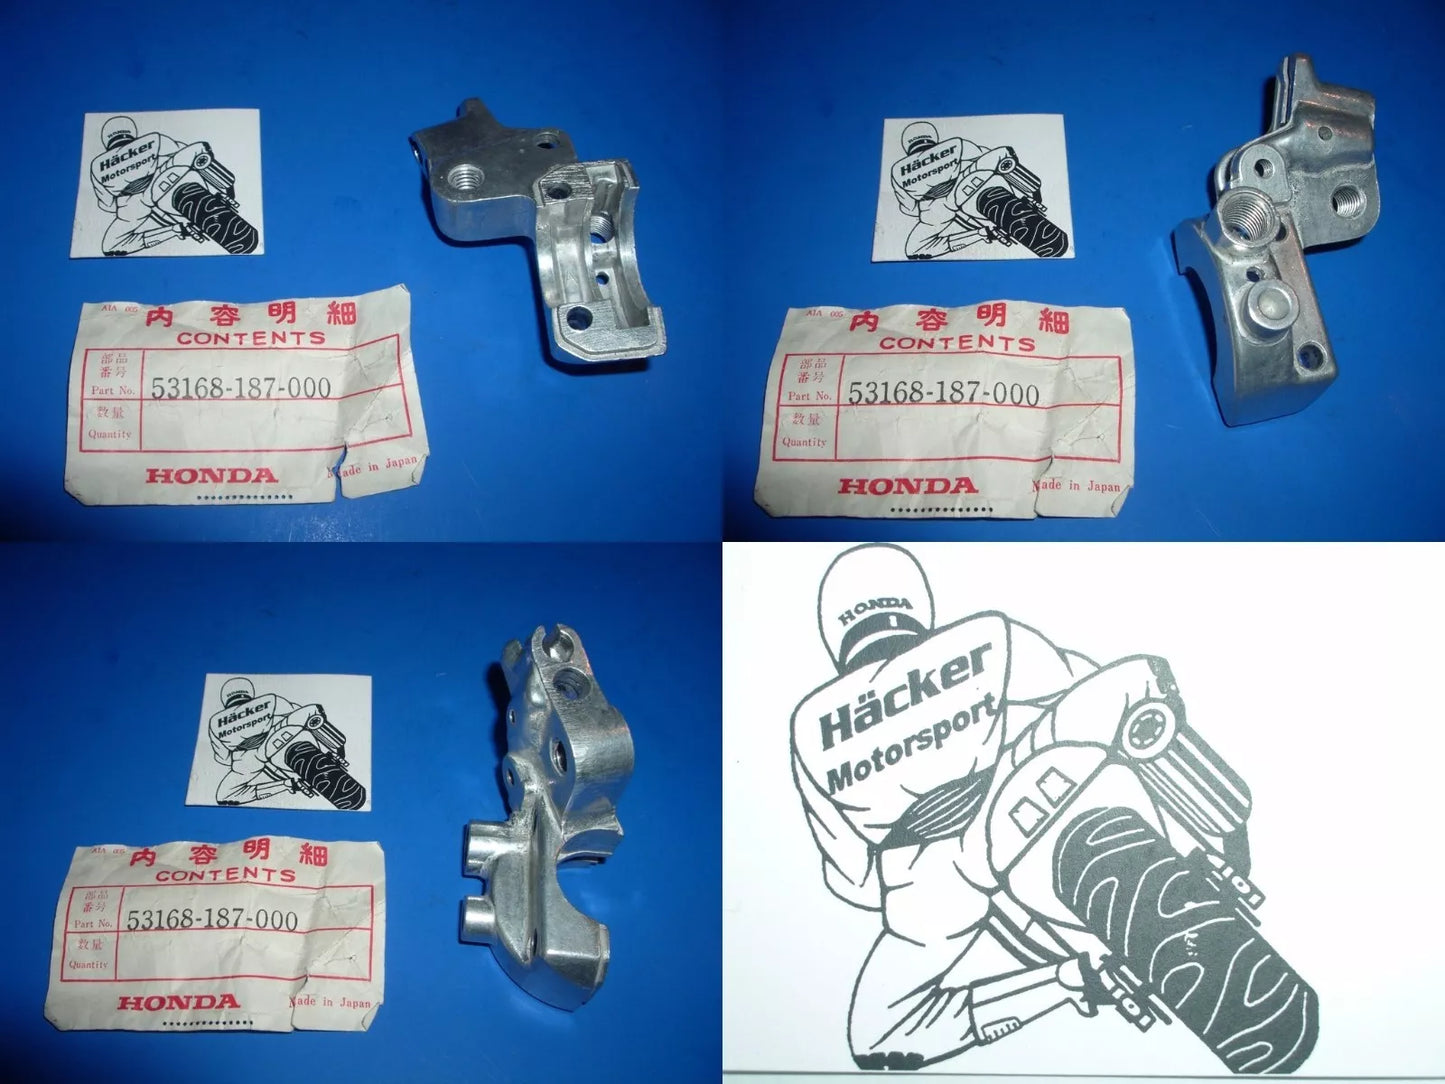 HONDA
Häcker
Motorsport
A1A 005
内容明細
CONTENTS
部品
番号
Part No. 53168-187-000
数量
Quantity
HONDA
Made in Japan
HONDA
Häcker
Motorsport
A1A 005
内容明細
CONTENTS
部品
番号
Part No. 53168-187-000
数量
Quantity
HONDA
Made in Japan
HONDA
Häcker
Motorsport
A1A 005
内容明細
CONTENTS
部品
番号
Part No. 53168-187-000
数量
Quantity
HONDA
Made in Japan
HONDA
Häcker
Motorsport